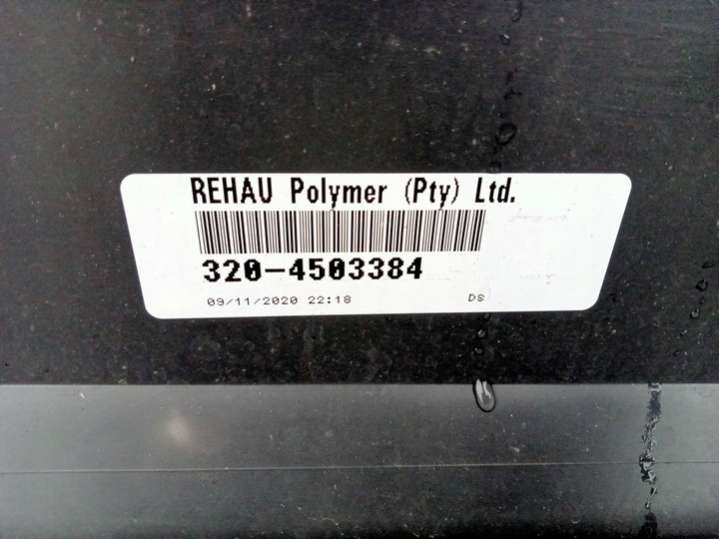 REHAU Polymer (Pty) Ltd.
320-4503384
09/11/2020 22:18 DS